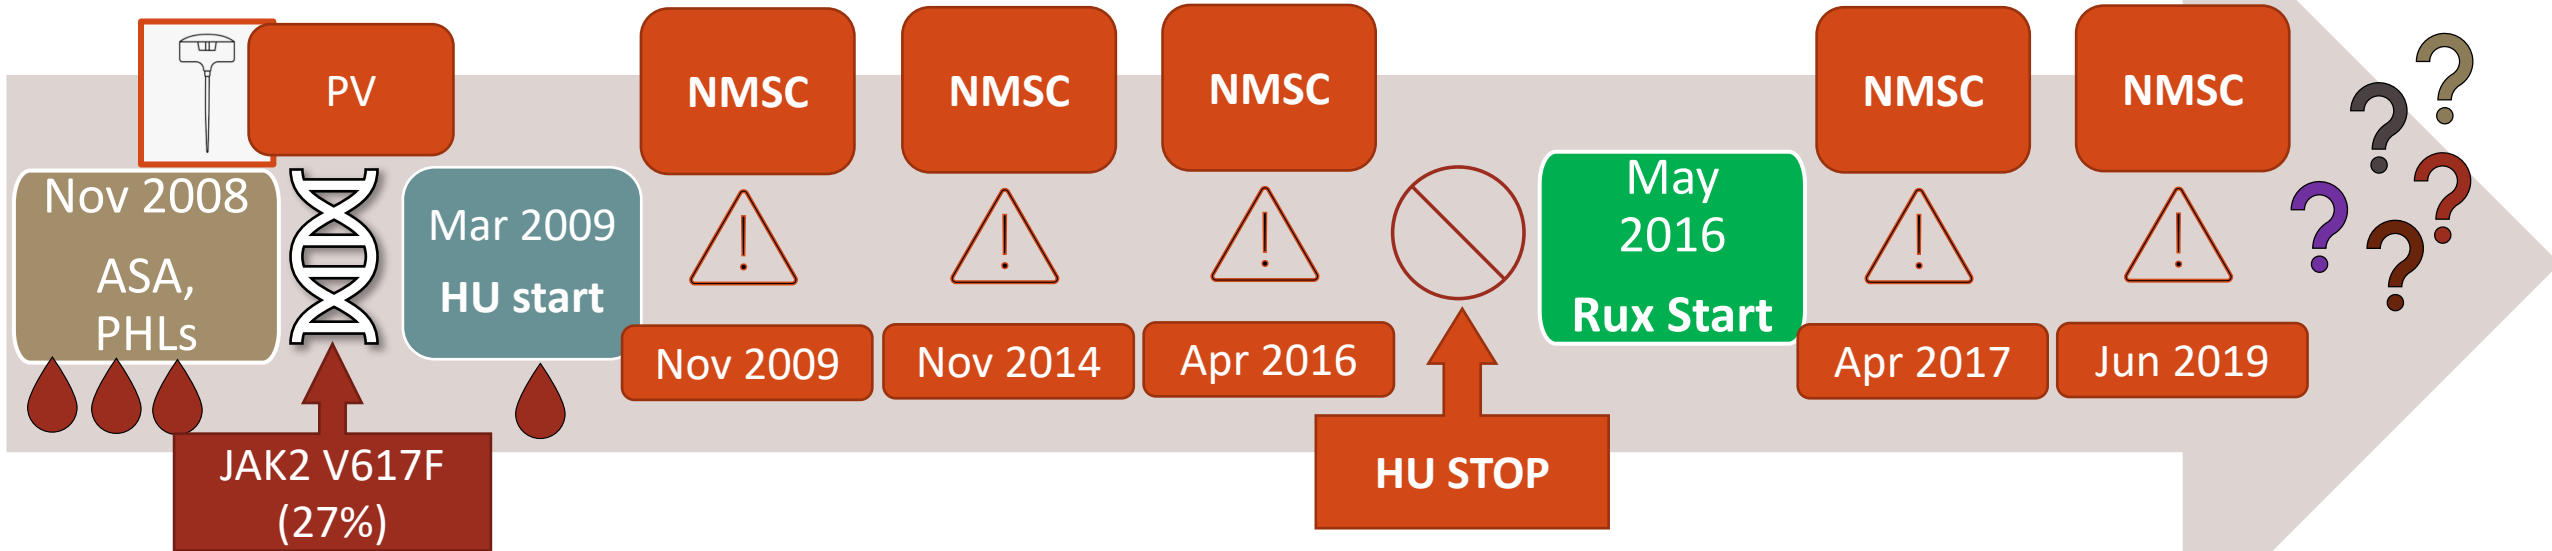 PV
Nov 2008
ASA,
PHLs
JAK2 V617F
(27%)
Mar 2009
HU start
NMSC
Nov 2009
NMSC
Nov 2014
NMSC
Apr 2016
HU STOP
May
2016
Rux Start
NMSC
Apr 2017
NMSC
Jun 2019
?
?
?
?
?